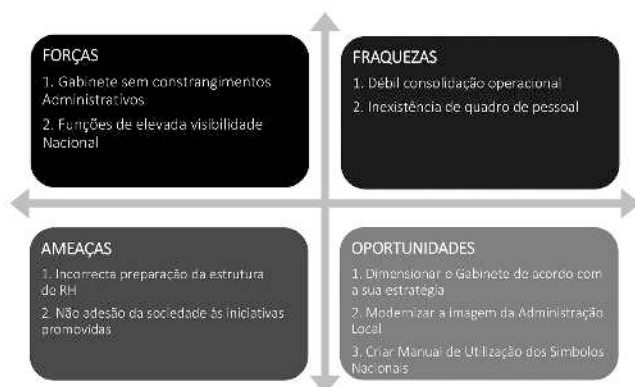 FORÇAS
1. Gabinete sem constrangimentos
Administrativos
2. Funções de elevada visibilidade
Nacional
FRAQUEZAS
1. Débil consolidação operacional
2. Inexistência de quadro de pessoal
AMEAÇAS
1. Incorrecta preparação da estrutura
de RH
2. Não adesão da sociedade às iniciativas
promovidas
OPORTUNIDADES
1. Dimensionar o Gabinete de acordo com
a sua estratégia
2. Modernizar a imagem da Administração
Local
3. Criar Manual de Utilização dos Simbolos
Nacionais